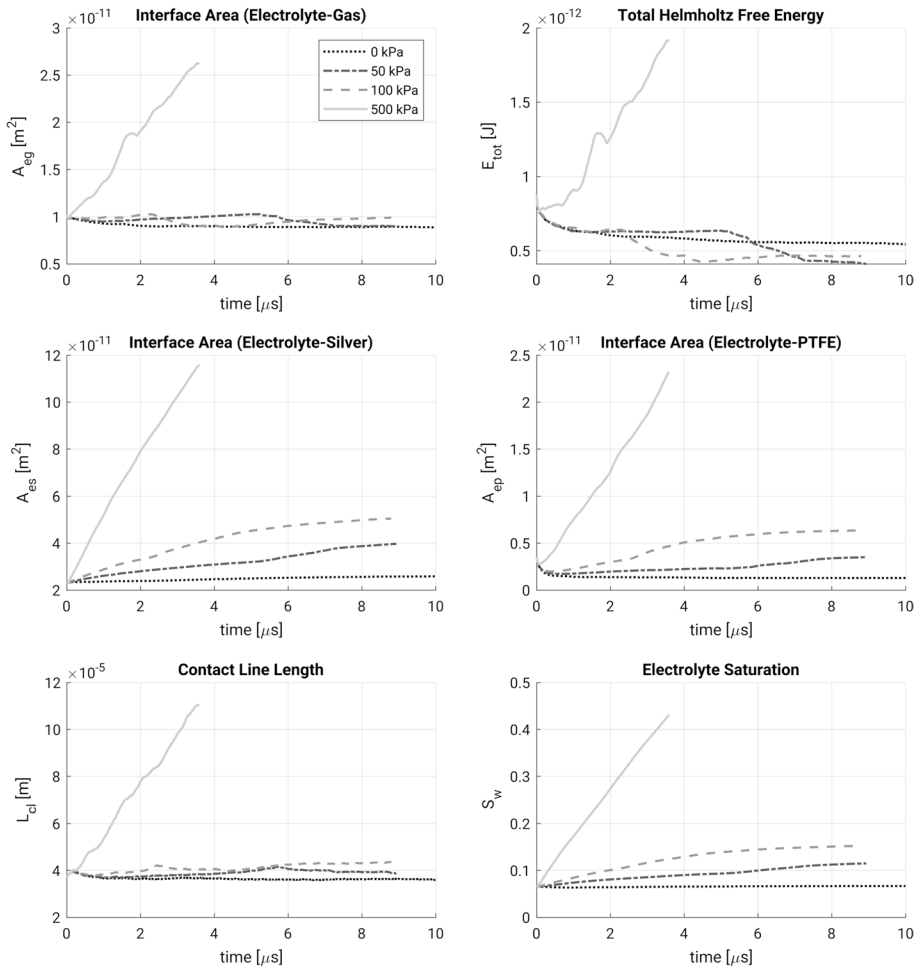 ×10⁻¹¹ Interface Area (Electrolyte-Gas)
3
2.5
2
1.5
1
0.5
A_eg [m²]
0 kPa
50 kPa
100 kPa
500 kPa
0 2 4 6 8 10
time [μs]
×10⁻¹² Total Helmholtz Free Energy
2
1.5
1
0.5
E_tot [J]
0 2 4 6 8 10
time [μs]
×10⁻¹¹ Interface Area (Electrolyte-Silver)
12
10
8
6
4
2
A_es [m²]
0 2 4 6 8 10
time [μs]
×10⁻¹¹ Interface Area (Electrolyte-PTFE)
2.5
2
1.5
1
0.5
0
A_ep [m²]
0 2 4 6 8 10
time [μs]
×10⁻⁵ Contact Line Length
12
10
8
6
4
2
L_cl [m]
0 2 4 6 8 10
time [μs]
Electrolyte Saturation
0.5
0.4
0.3
0.2
0.1
0
S_w
0 2 4 6 8 10
time [μs]